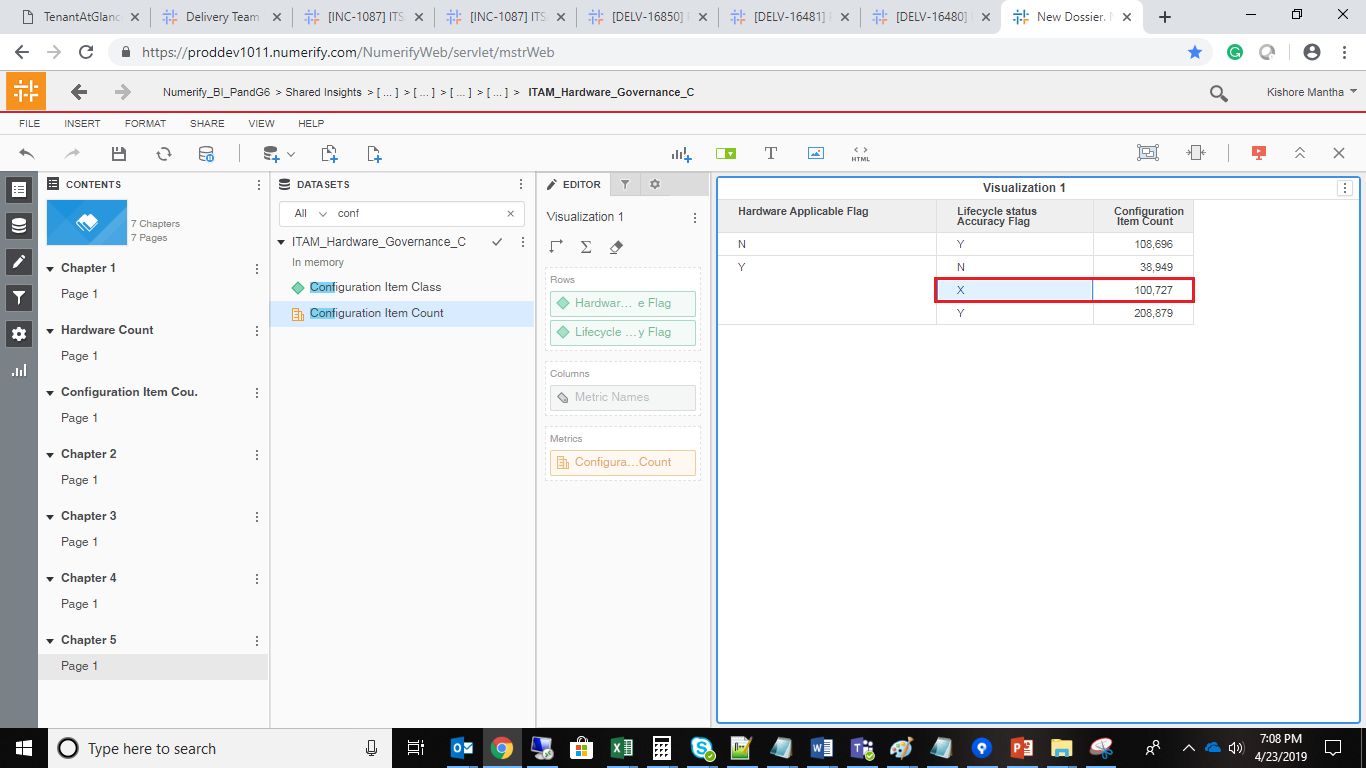 TenantAtGlanc
Delivery Team
[INC-1087] ITS
[INC-1087] ITS
[DELV-16850]
[DELV-16481]
[DELV-16480]
New Dossier.
https://proddev1011.numerify.com/NumerifyWeb/servlet/mstrWeb
Numerify_BI_PandG6 > Shared Insights > [ ... ] > [ ... ] > [ ... ] > [ ... ] > ITAM_Hardware_Governance_C
Kishore Mantha
FILE INSERT FORMAT SHARE VIEW HELP
HTML
CONTENTS
7 Chapters
7 Pages
Chapter 1
Page 1
Hardware Count
Page 1
Configuration Item Cou.
Page 1
Chapter 2
Page 1
Chapter 3
Page 1
Chapter 4
Page 1
Chapter 5
Page 1
DATASETS
All conf
ITAM_Hardware_Governance_C
In memory
Configuration Item Class
Configuration Item Count
EDITOR
Visualization 1
Rows
Hardwar... e Flag
Lifecycle ...y Flag
Columns
Metric Names
Metrics
Configura...Count
Visualization 1
Hardware Applicable Flag
Lifecycle status
Accuracy Flag
Configuration
Item Count
N Y 108,696
Y N 38,949
X 100,727
Y 208,879
Type here to search
7:08 PM
4/23/2019